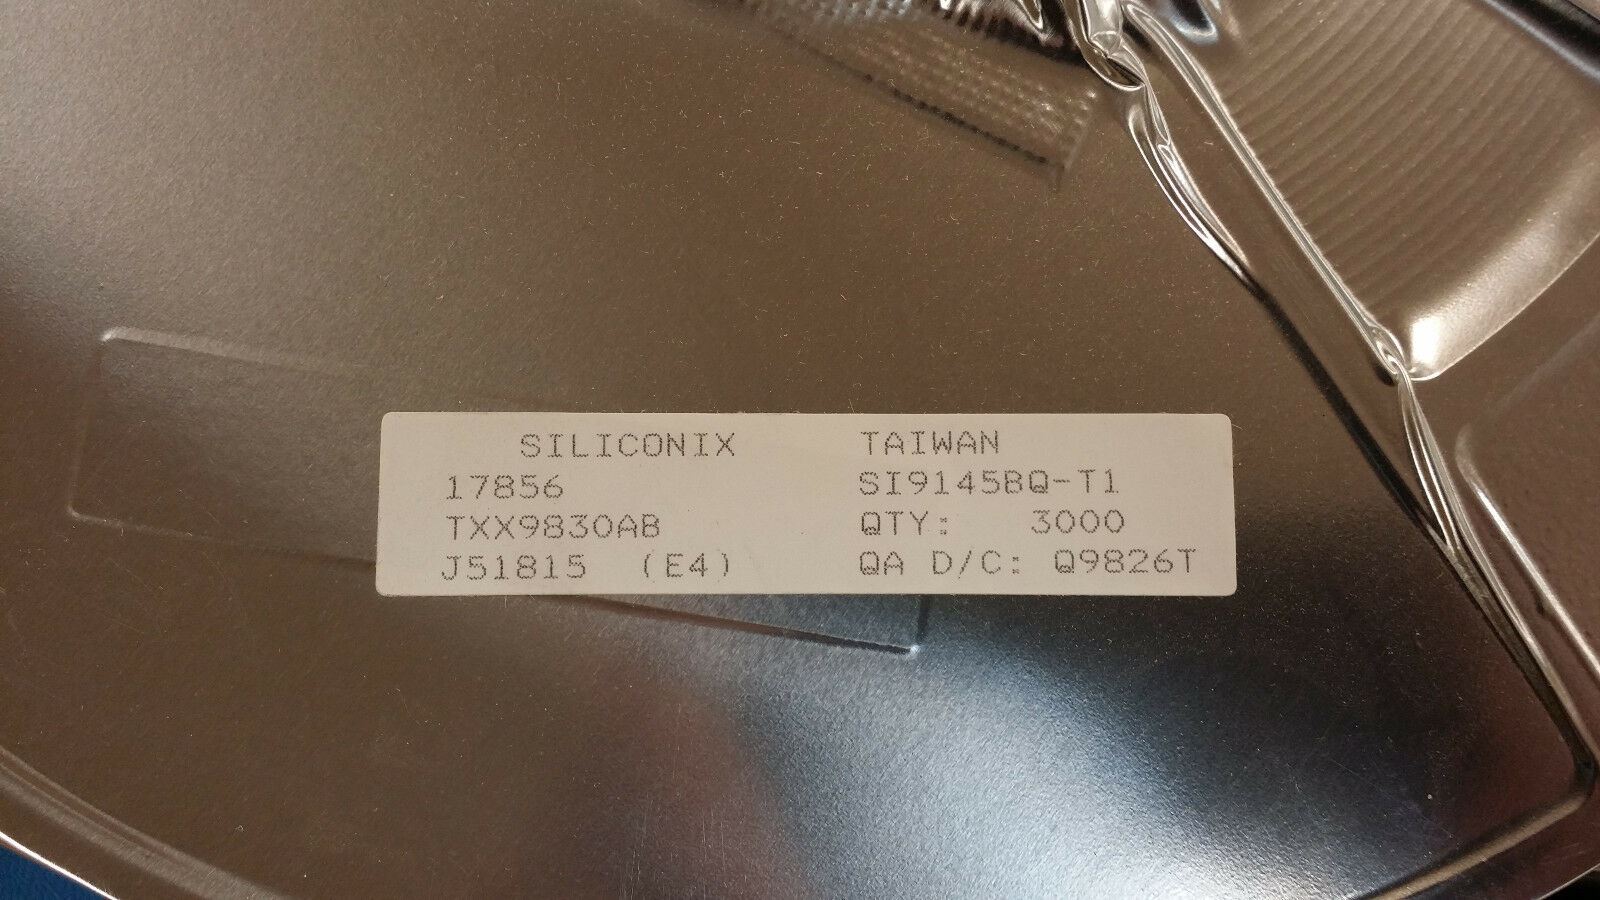 SILICONIX TAIWAN
17856 SI9145BQ-T1
TXX9830AB QTY: 3000
J51815 (E4) QA D/C: Q9826T